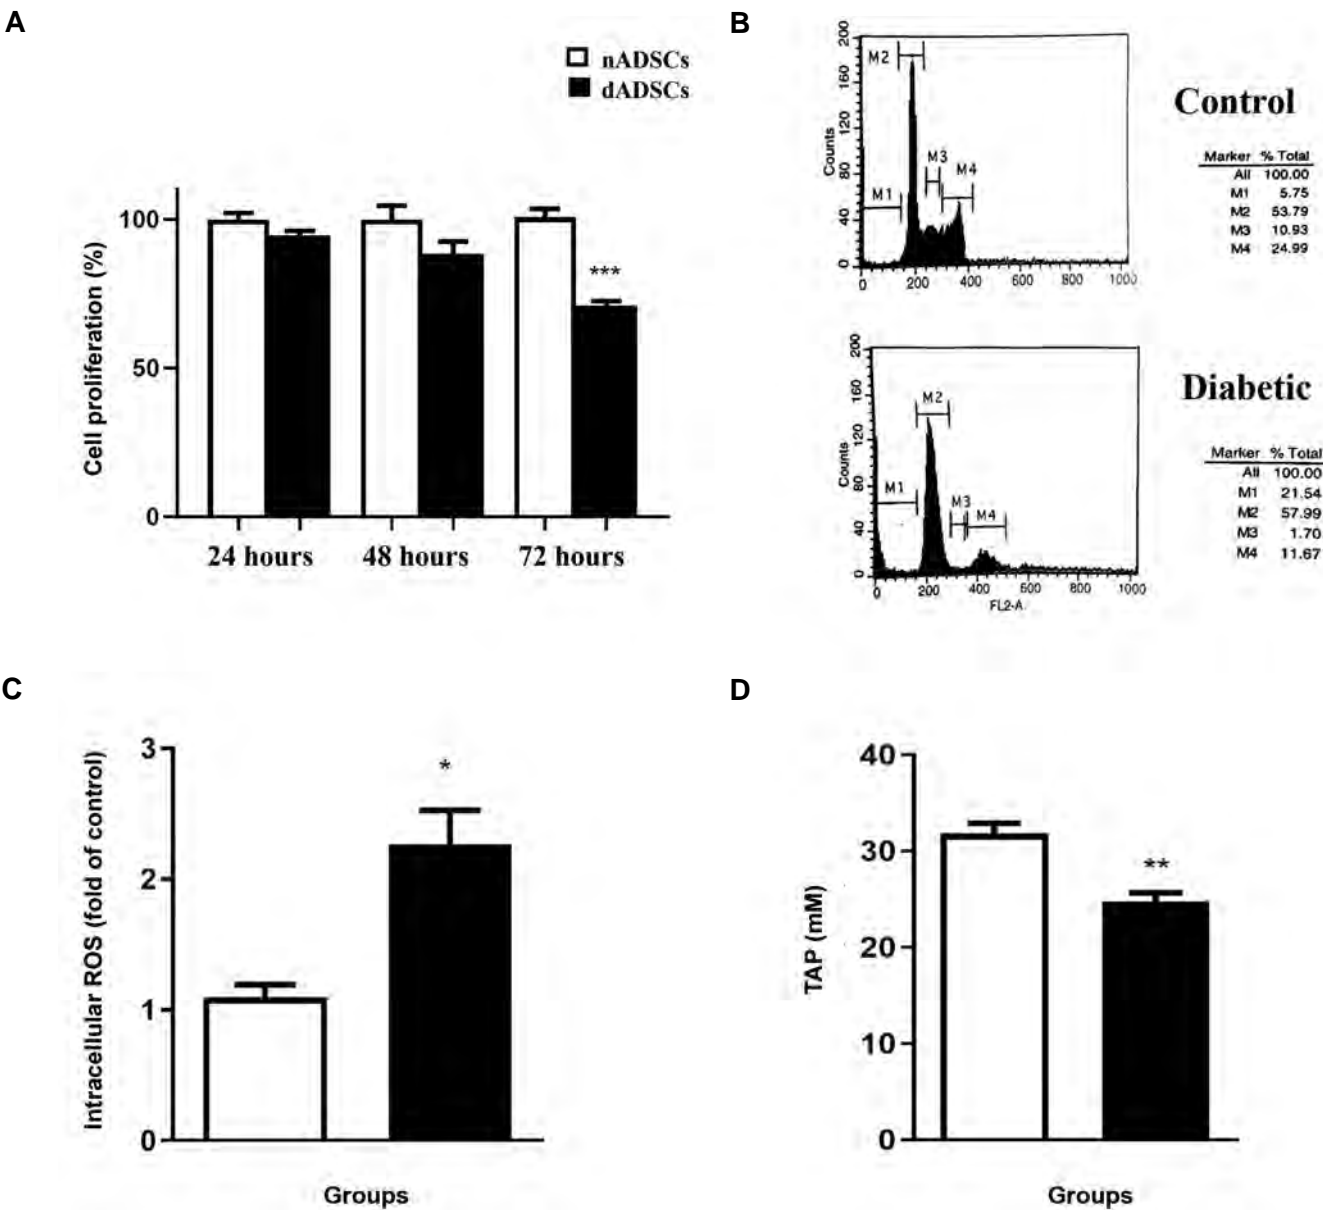 A
nADSCs
dADSCs
Cell proliferation (%)
100
50
0
***
24 hours
48 hours
72 hours
B
Counts
200
160
120
80
40
0
M1
M2
M3
M4
0
200
400
600
800
1000
Control
Marker % Total
All 100.00
M1 5.75
M2 53.79
M3 10.93
M4 24.99
Counts
200
160
120
80
40
0
M1
M2
M3
M4
0
200
400
600
800
1000
FL2-A
Diabetic
Marker % Total
All 100.00
M1 21.54
M2 57.99
M3 1.70
M4 11.67
C
Intracellular ROS (fold of control)
3
2
1
0
*
Groups
D
TAP (mM)
40
30
20
10
0
**
Groups